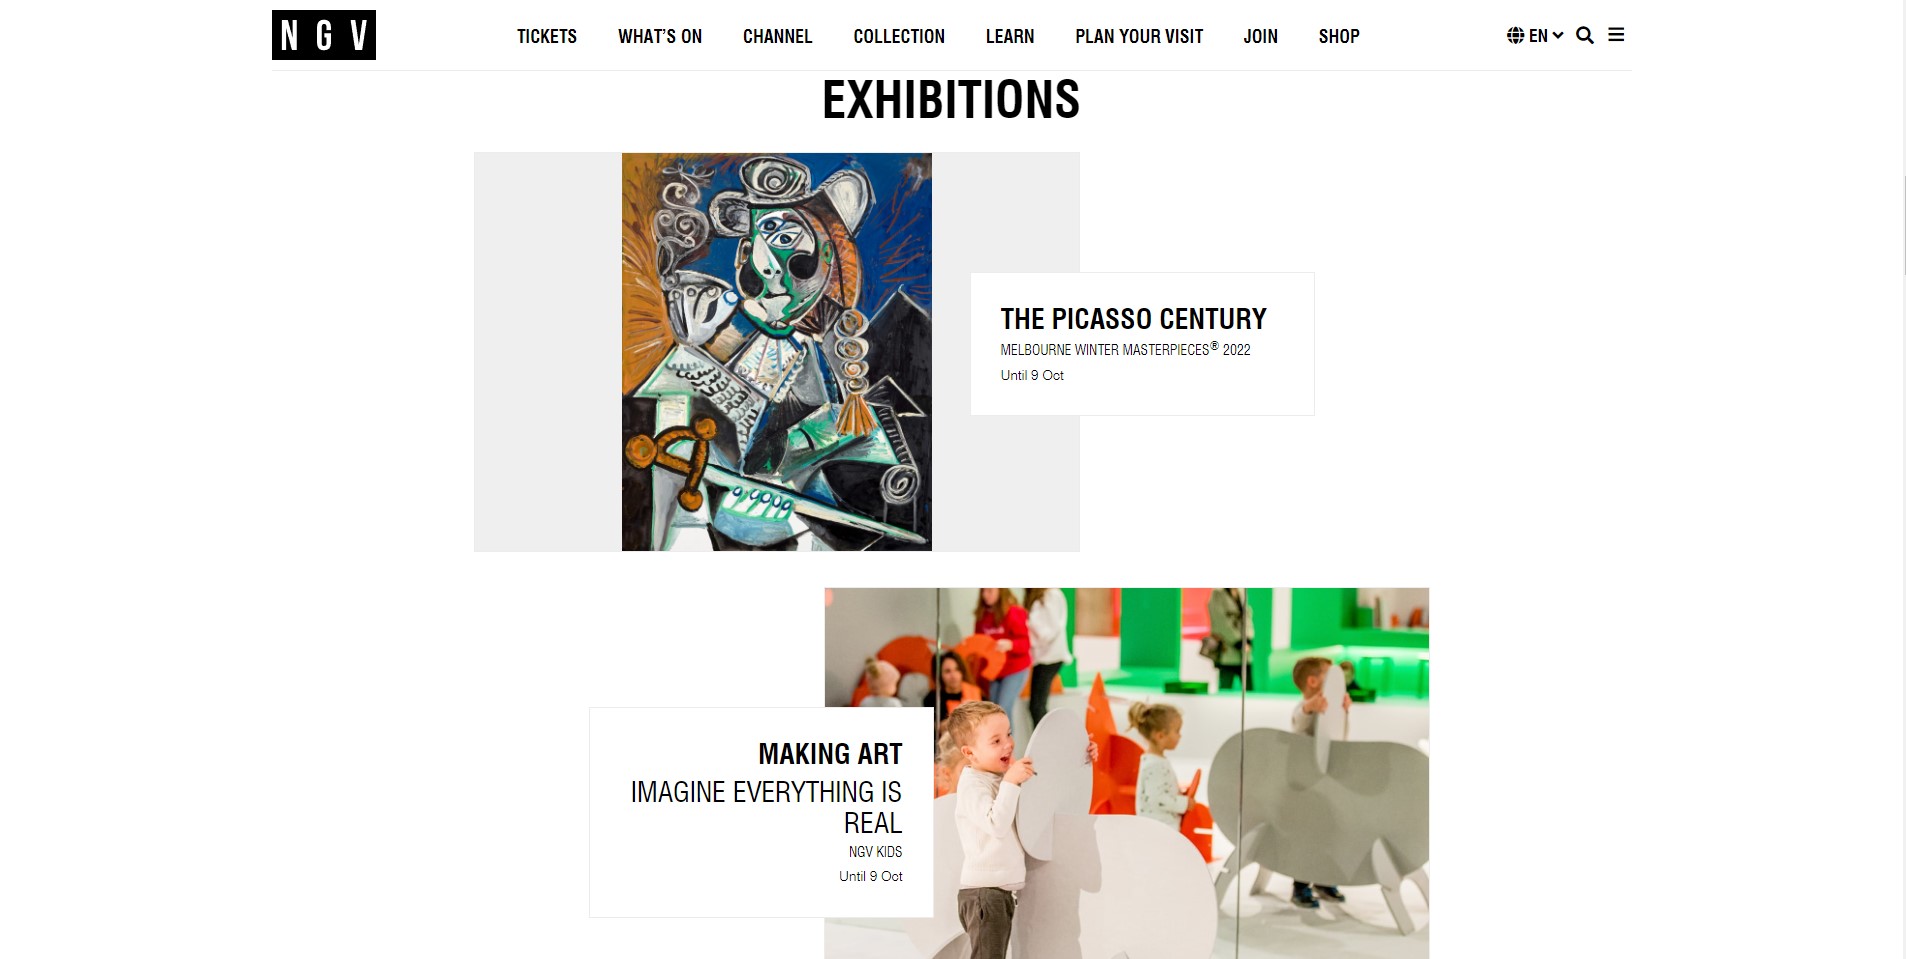 NGV
TICKETS
WHAT'S ON
CHANNEL
COLLECTION
LEARN
PLAN YOUR VISIT
JOIN
SHOP
EN
EXHIBITIONS
THE PICASSO CENTURY
MELBOURNE WINTER MASTERPIECES® 2022
Until 9 Oct
MAKING ART
IMAGINE EVERYTHING IS
REAL
NGV KIDS
Until 9 Oct